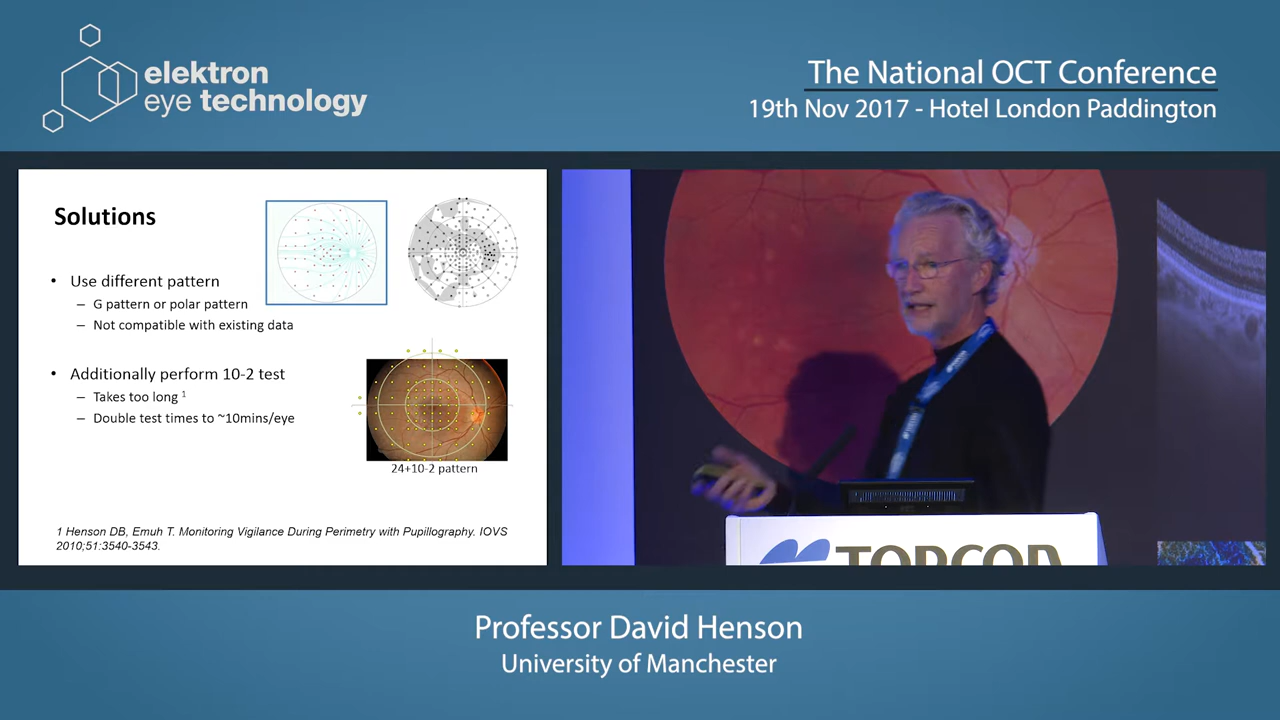 elektron
eye technology
The National OCT Conference
19th Nov 2017 - Hotel London Paddington
Solutions
• Use different pattern
– G pattern or polar pattern
– Not compatible with existing data
• Additionally perform 10-2 test
– Takes too long 1
– Double test times to ~10mins/eye
24+10-2 pattern
1 Henson DB, Emuh T. Monitoring Vigilance During Perimetry with Pupillography. IOVS
2010;51:3540-3543.
TOPCON
TOPCON
Professor David Henson
University of Manchester